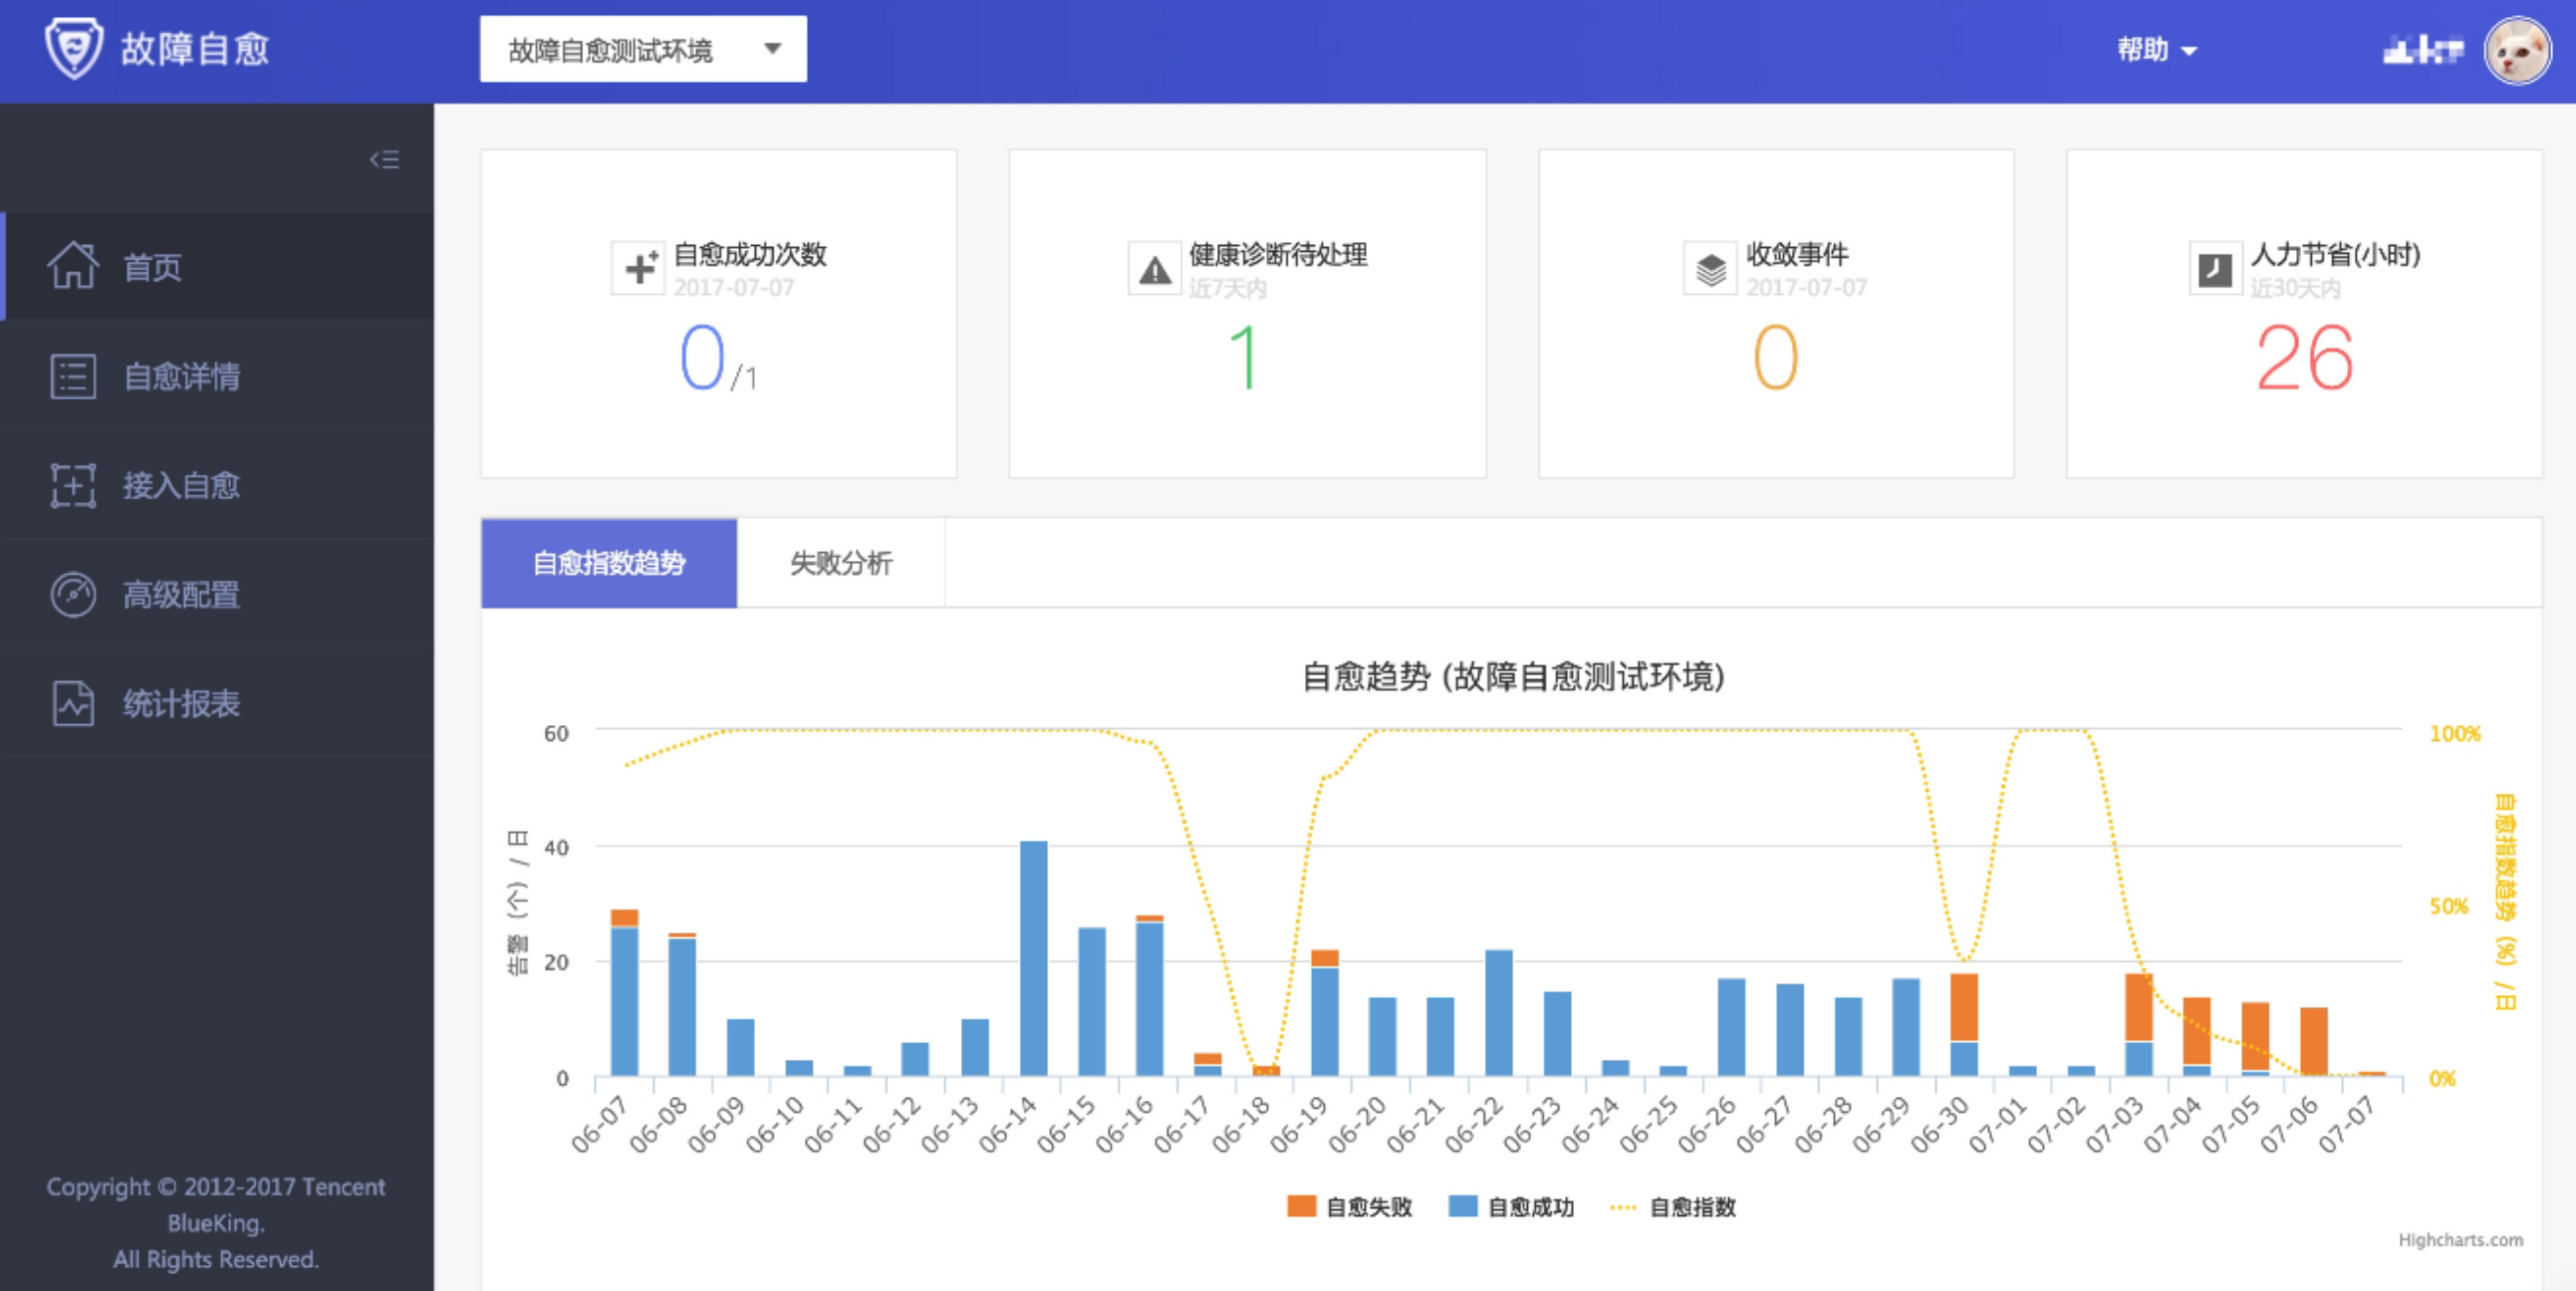 故障自愈
故障自愈测试环境
帮助
首页
自愈详情
接入自愈
高级配置
统计报表
Copyright © 2012-2017 Tencent
BlueKing.
All Rights Reserved.
自愈成功次数
2017-07-07
0/1
健康诊断待处理
近7天内
1
收敛事件
2017-07-07
0
人力节省(小时)
近30天内
26
自愈指数趋势
失败分析
自愈趋势 (故障自愈测试环境)
告警 (个) / 日
60
40
20
0
100%
50%
0%
自愈指数趋势 (%) / 日
06-07
06-08
06-09
06-10
06-11
06-12
06-13
06-14
06-15
06-16
06-17
06-18
06-19
06-20
06-21
06-22
06-23
06-24
06-25
06-26
06-27
06-28
06-29
06-30
07-01
07-02
07-03
07-04
07-05
07-06
07-07
自愈失败
自愈成功
自愈指数
Highcharts.com